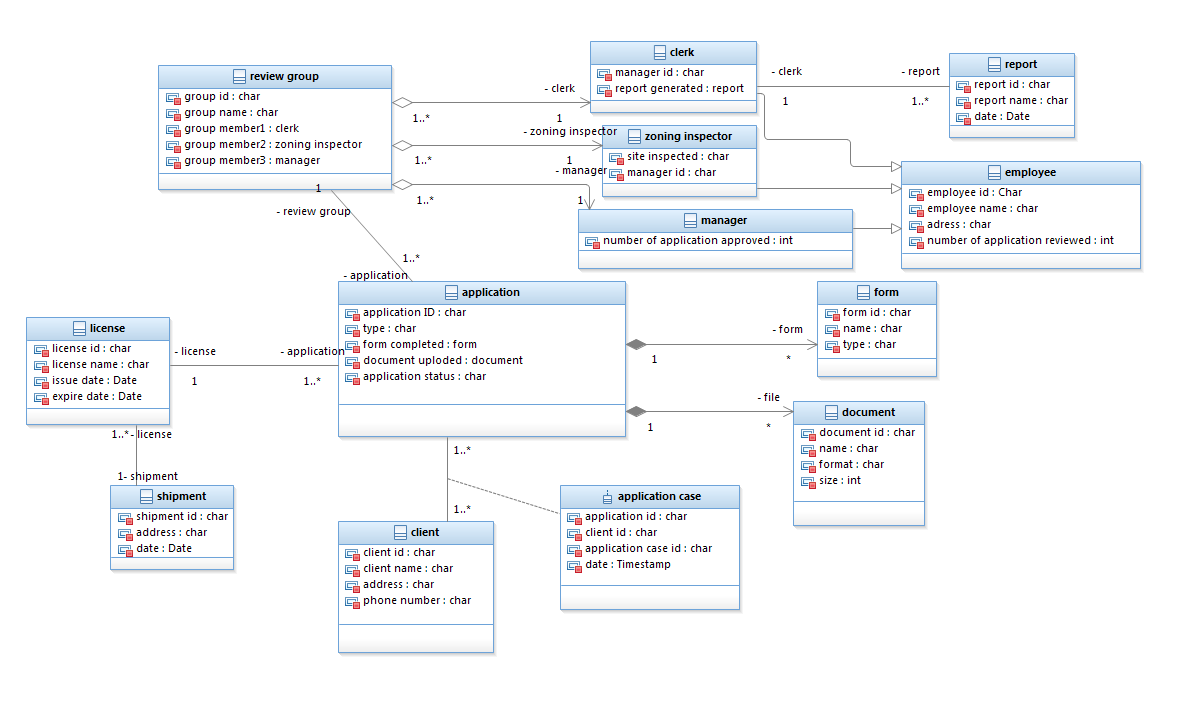 review group
group id : char
group name : char
group member1 : clerk
group member2 : zoning inspector
group member3 : manager
clerk
manager id : char
report generated : report
report
report id : char
report name : char
date : Date
- clerk
1
- report
1..*
- clerk
1..*
1
- zoning inspector
1..*
1
- manager
1..*
1
zoning inspector
site inspected : char
manager id : char
manager
number of application approved : int
employee
employee id : Char
employee name : char
adress : char
number of application reviewed : int
1
- review group
1..*
- application
application
application ID : char
type : char
form completed : form
document uploded : document
application status : char
form
form id : char
name : char
type : char
- form
1
*
license
license id : char
license name : char
issue date : Date
expire date : Date
- license
1
- application
1..*
- file
1
*
document
document id : char
name : char
format : char
size : int
1..*- license
1- shipment
shipment
shipment id : char
address : char
date : Date
1..*
1..*
client
client id : char
client name : char
address : char
phone number : char
application case
application id : char
client id : char
application case id : char
date : Timestamp